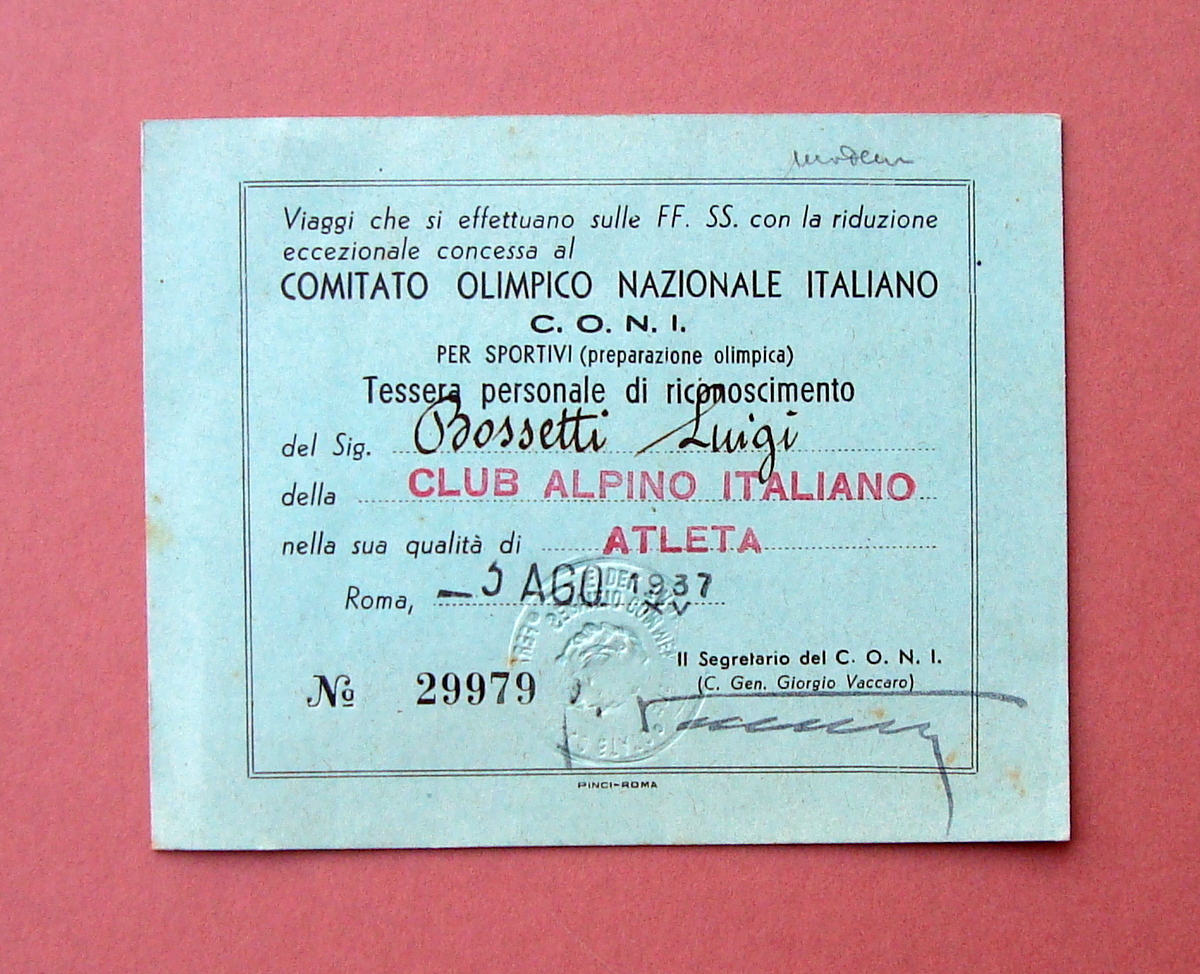 Viaggi che si effettuano sulle FF. SS. con la riduzione
eccezionale concessa al
COMITATO OLIMPICO NAZIONALE ITALIANO
C. O. N. I.
PER SPORTIVI (preparazione olimpica)
Tessera personale di riconoscimento
del Sig. Bossetti Luigi
della CLUB ALPINO ITALIANO
nella sua qualità di ATLETA
Roma, AGO 1937
XV
Il Segretario del C. O. N. I.
(C. Gen. Giorgio Vaccaro)
№ 29979
PINCI-ROMA